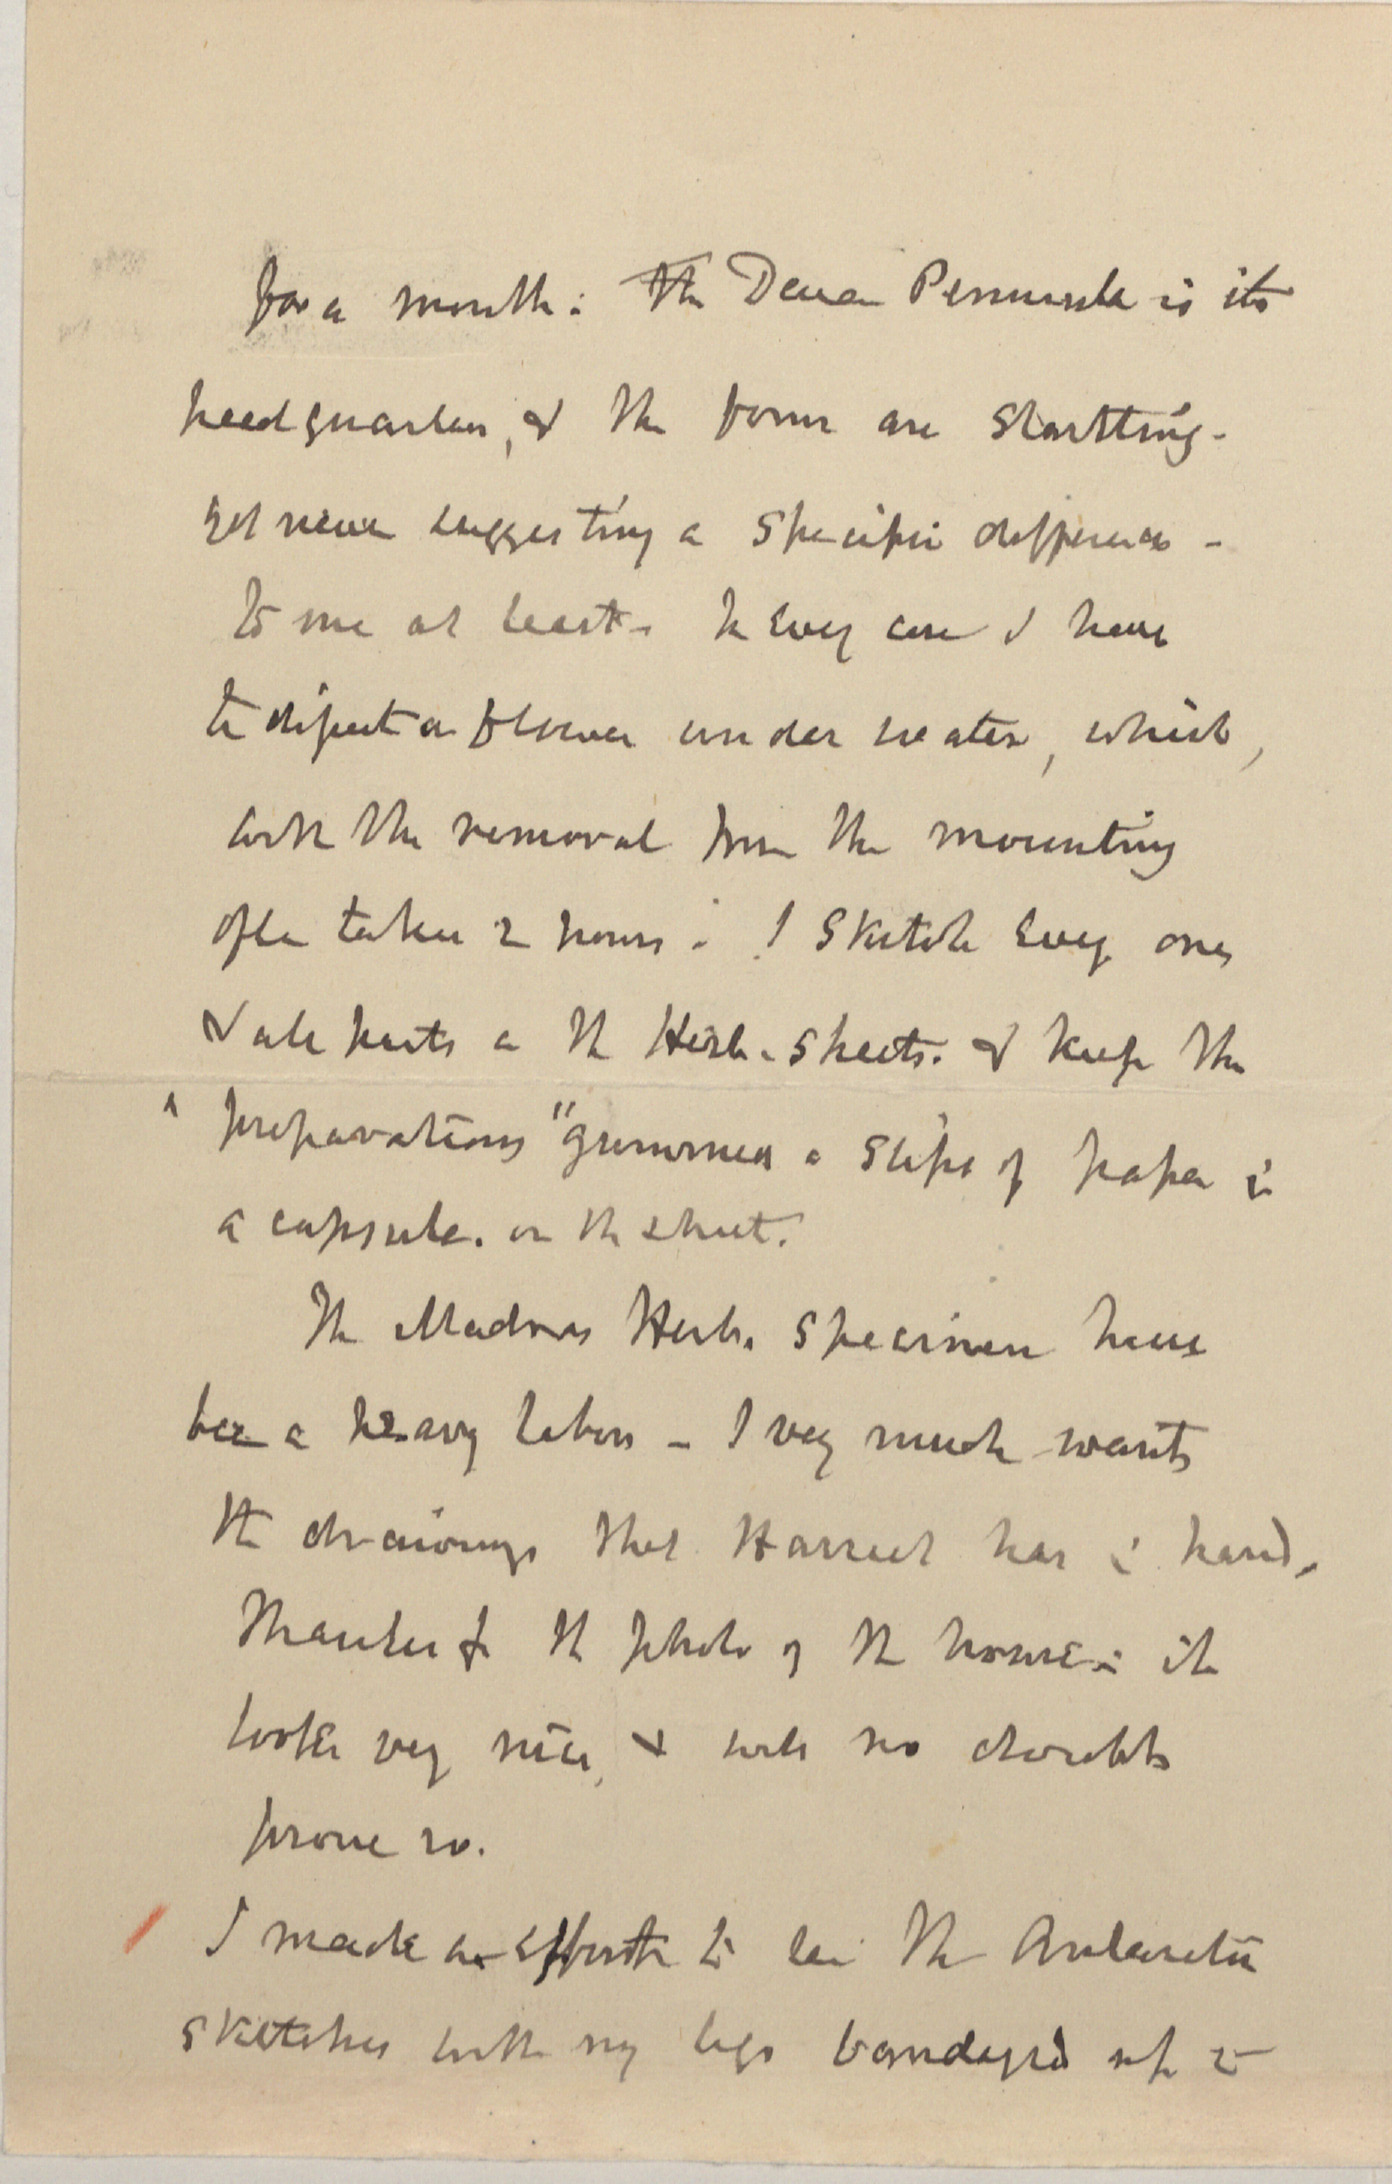 for a month: The Deccan Peninsula is its
headquarters, & the forms are startling -
yet never suggesting a specific difference -
to me at least - In every case I have
to dissect a flower under water, which,
with the removal from the mounting
often takes 2 hours. I sketch every one,
& all parts on the Herb. sheets. & keep the
"preparations" gummed on slips of paper in
a capsule. on the sheet.
The Madras Herb. specimens have
been a heavy labor - I very much want
the drawings that has in hand.
Thanks for the photo of the house: it
looks very nice, & will no doubt
prove so.
I made an effort to see the Antarctic
sketches with my legs bandaged up to